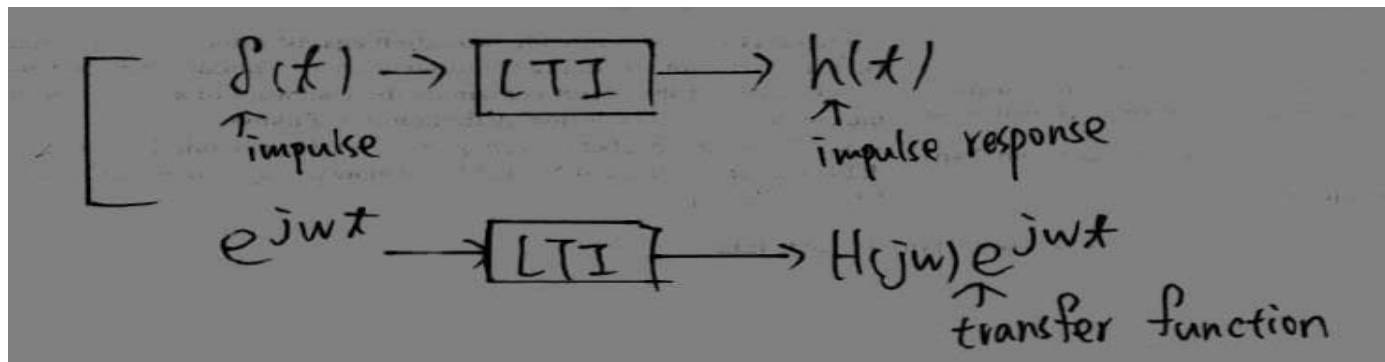 δ(t) → LTI → h(t)
↑ impulse ↑ impulse response
e^{jwt} → LTI → H(jw)e^{jwt}
↑ transfer function